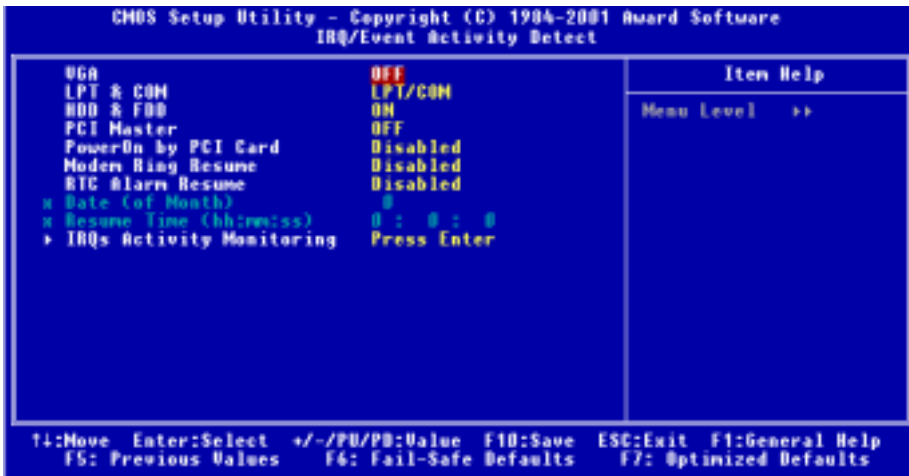 CMOS Setup Utility - Copyright (C) 1984-2001 Award Software
IRQ/Event Activity Detect
VGA OFF
LPT & COM LPT/COM
HDD & FDD ON
PCI Master OFF
PowerOn by PCI Card Disabled
Modem Ring Resume Disabled
RTC Alarm Resume Disabled
x Date (of Month) 0
x Resume Time (hh:mm:ss) 0 : 0 : 0
▸ IRQs Activity Monitoring Press Enter
Item Help
Menu Level ▸▸
↑↓:Move Enter:Select +/-/PU/PD:Value F10:Save ESC:Exit F1:General Help
F5: Previous Values F6: Fail-Safe Defaults F7: Optimized Defaults